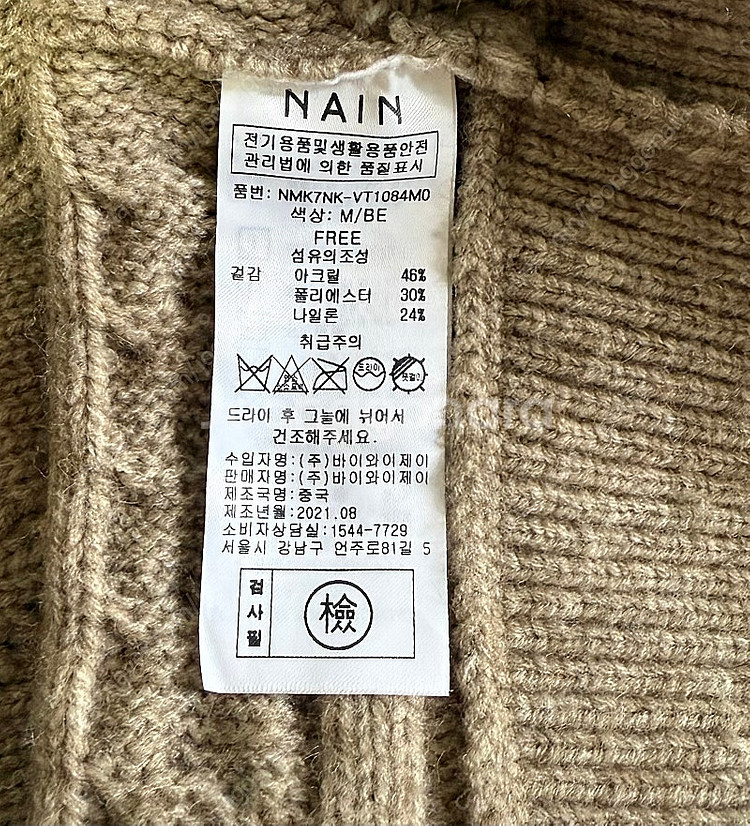 NAIN
전기용품및생활용품안전
관리법에 의한 품질표시
품번: NMK7NK-VT1084M0
색상: M/BE
FREE
섬유의조성
겉감 아크릴 46%
폴리에스터 30%
나일론 24%
취급주의
드라이
드라이 후 그늘에 뉘어서
건조해주세요.
수입자명:(주)바이와이제이
판매자명:(주)바이와이제이
제조국명:중국
제조년월:2021.08
소비자상담실:1544-7729
서울시 강남구 언주로81길 5
검사필
檢